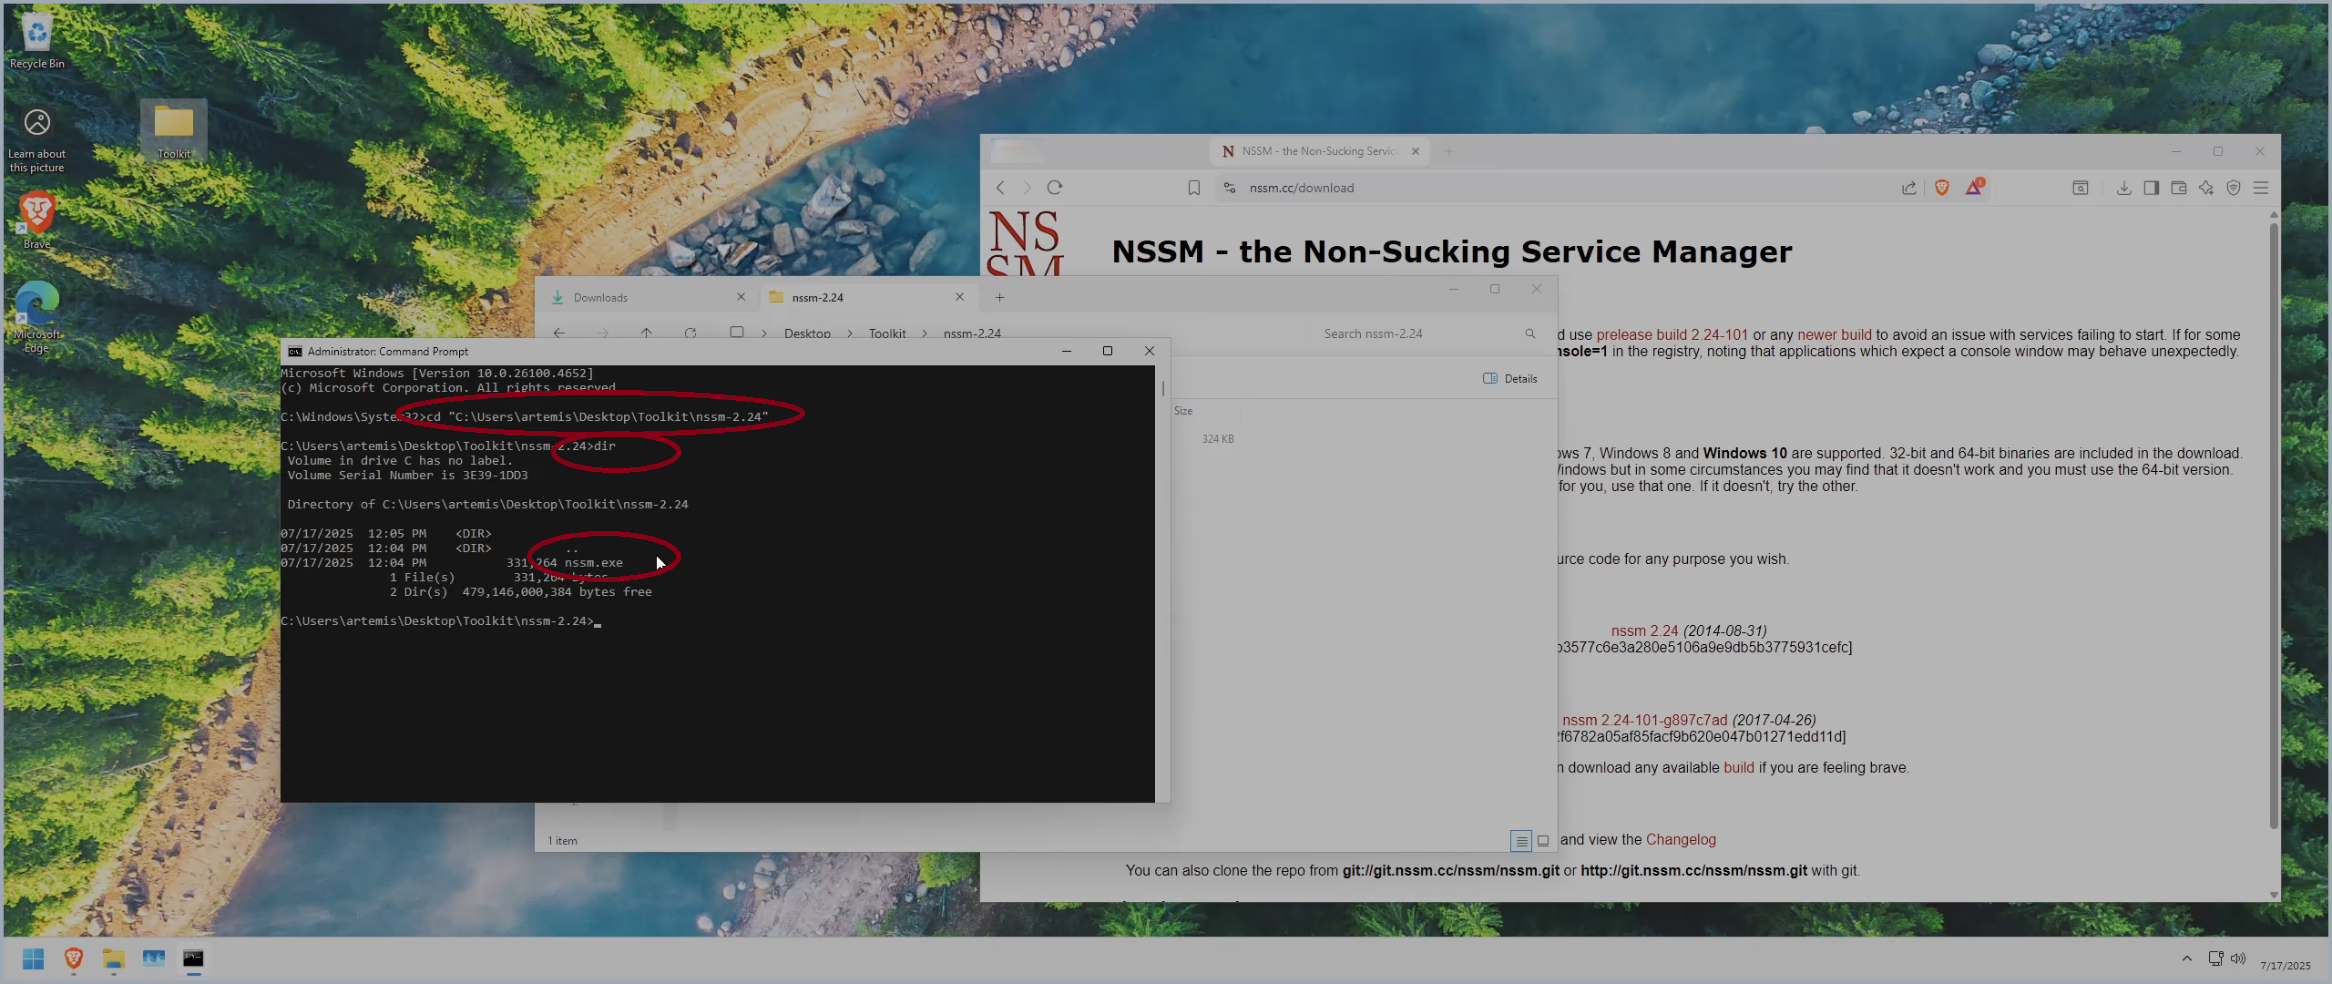 Recycle Bin
Learn about
this picture
Toolkit
Brave
Microsoft
Edge
NSSM - the Non-Sucking Servic
nssm.cc/download
NS
SM
NSSM - the Non-Sucking Service Manager
d use prelease build 2.24-101 or any newer build to avoid an issue with services failing to start. If for some
nsole=1 in the registry, noting that applications which expect a console window may behave unexpectedly.
ows 7, Windows 8 and Windows 10 are supported. 32-bit and 64-bit binaries are included in the download.
Windows but in some circumstances you may find that it doesn't work and you must use the 64-bit version.
for you, use that one. If it doesn't, try the other.
urce code for any purpose you wish.
nssm 2.24 (2014-08-31)
b3577c6e3a280e5106a9e9db5b3775931cefc]
nssm 2.24-101-g897c7ad (2017-04-26)
2f6782a05af85facf9b620e047b01271edd11d]
n download any available build if you are feeling brave.
and view the Changelog
You can also clone the repo from git://git.nssm.cc/nssm/nssm.git or http://git.nssm.cc/nssm/nssm.git with git.
Downloads
nssm-2.24
Desktop > Toolkit > nssm-2.24
Search nssm-2.24
Details
Size
324 KB
1 item
Administrator: Command Prompt
Microsoft Windows [Version 10.0.26100.4652]
(c) Microsoft Corporation. All rights reserved
C:\Windows\System32>cd "C:\Users\artemis\Desktop\Toolkit\nssm-2.24"
C:\Users\artemis\Desktop\Toolkit\nssm-2.24>dir
Volume in drive C has no label.
Volume Serial Number is 3E39-1DD3
Directory of C:\Users\artemis\Desktop\Toolkit\nssm-2.24
07/17/2025 12:05 PM <DIR>
07/17/2025 12:04 PM <DIR> ..
07/17/2025 12:04 PM 331,264 nssm.exe
1 File(s) 331,264 bytes
2 Dir(s) 479,146,000,384 bytes free
C:\Users\artemis\Desktop\Toolkit\nssm-2.24>
7/17/2025